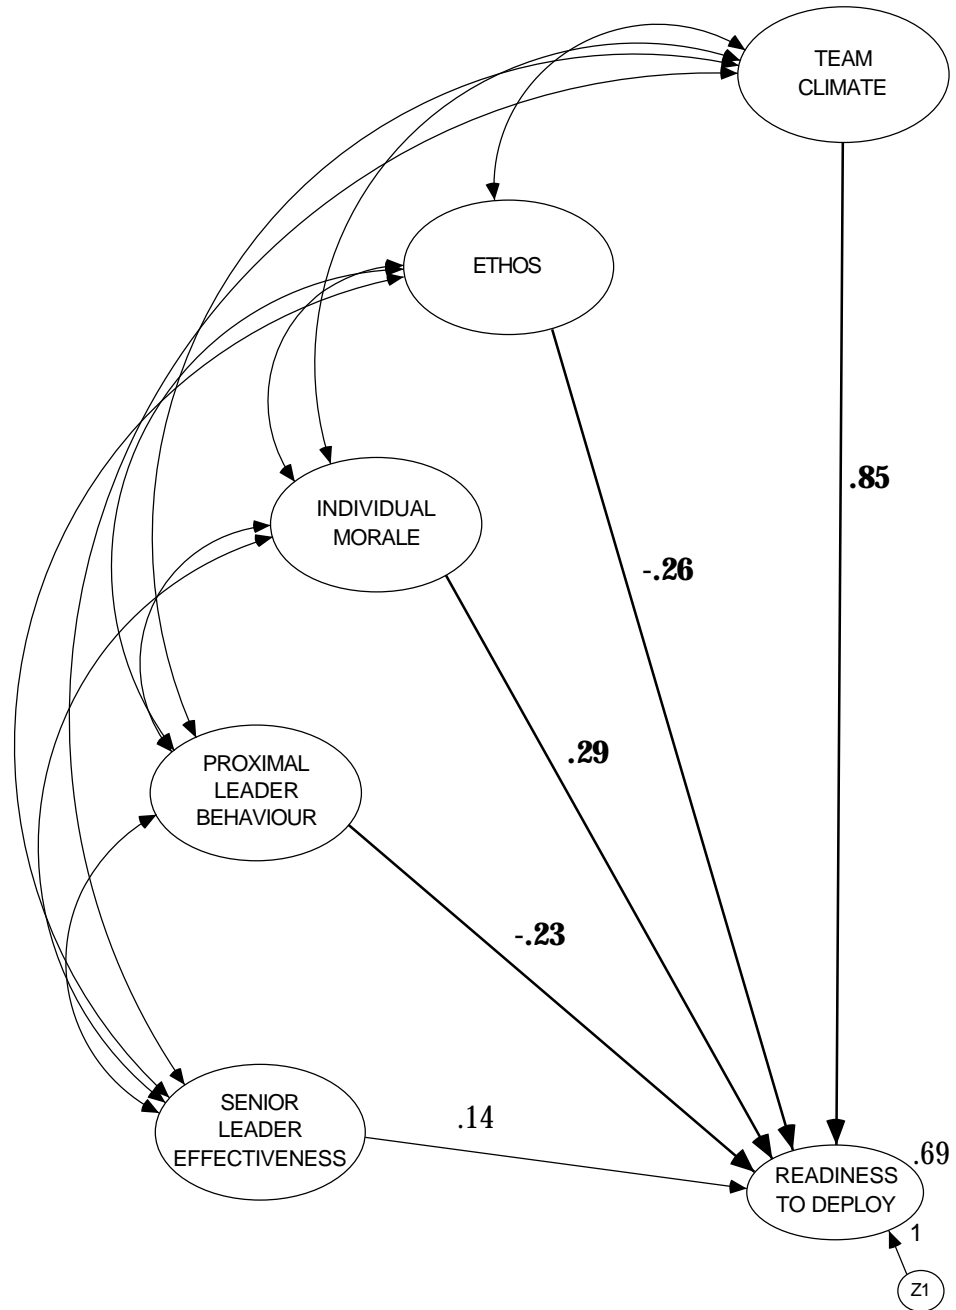 TEAM
CLIMATE
ETHOS
.85
INDIVIDUAL
MORALE
-.26
.29
PROXIMAL
LEADER
BEHAVIOUR
-.23
SENIOR
LEADER
EFFECTIVENESS
.14
.69
READINESS
TO DEPLOY
1
Z1